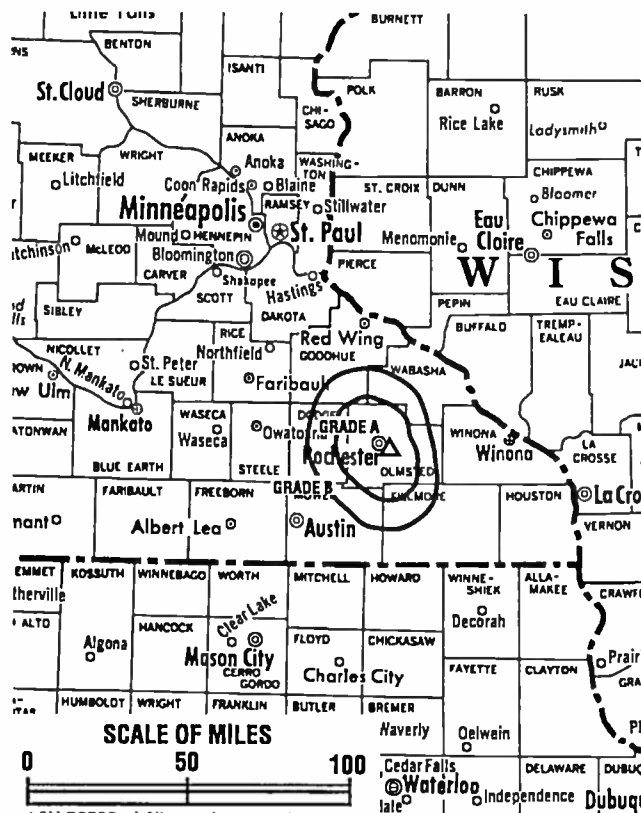 BURNETT
BENTON
ISANTI
POLK
BARRON
RUSK
St. Cloud
SHERBURNE
CHI-
SAGO
Rice Lake
Ladysmith
ANOKA
MEEKER
WRIGHT
Anoka
WASHING-
TON
CHIPPEWA
Litchfield
Coon Rapids
Blaine
ST. CROIX
DUNN
Bloomer
RAMSEY
Stillwater
Minneapolis
Eau
Claire
Chippewa
Falls
Mound
HENNEPIN
St. Paul
Menomonie
McLEOD
Bloomington
CARVER
Shakopee
Hastings
PIERCE
W I S
SCOTT
DAKOTA
PEPIN
EAU CLAIRE
SIBLEY
RICE
Red Wing
BUFFALO
TREMP-
EALEAU
NICOLLET
Northfield
GOODHUE
St. Peter
LE SUEUR
WABASHA
N. Mankato
Faribault
Mankato
WASECA
Waseca
GRADE A
WINONA
Winona
LA
CROSSE
Rochester
OLMSTED
BLUE EARTH
STEELE
GRADE B
FARIBAULT
FREEBORN
FILLMORE
HOUSTON
Albert Lea
Austin
VERNON
EMMET
KOSSUTH
WINNEBAGO
WORTH
MITCHELL
HOWARD
WINNE-
SHIEK
ALLA-
MAKEE
Decorah
HANCOCK
Clear Lake
FLOYD
CHICKASAW
Algona
Mason City
CERRO
GORDO
Charles City
FAYETTE
CLAYTON
HUMBOLDT
WRIGHT
FRANKLIN
BUTLER
BREMER
Waverly
Oelwein
SCALE OF MILES
0 50 100
Cedar Falls
Waterloo
DELAWARE
Independence